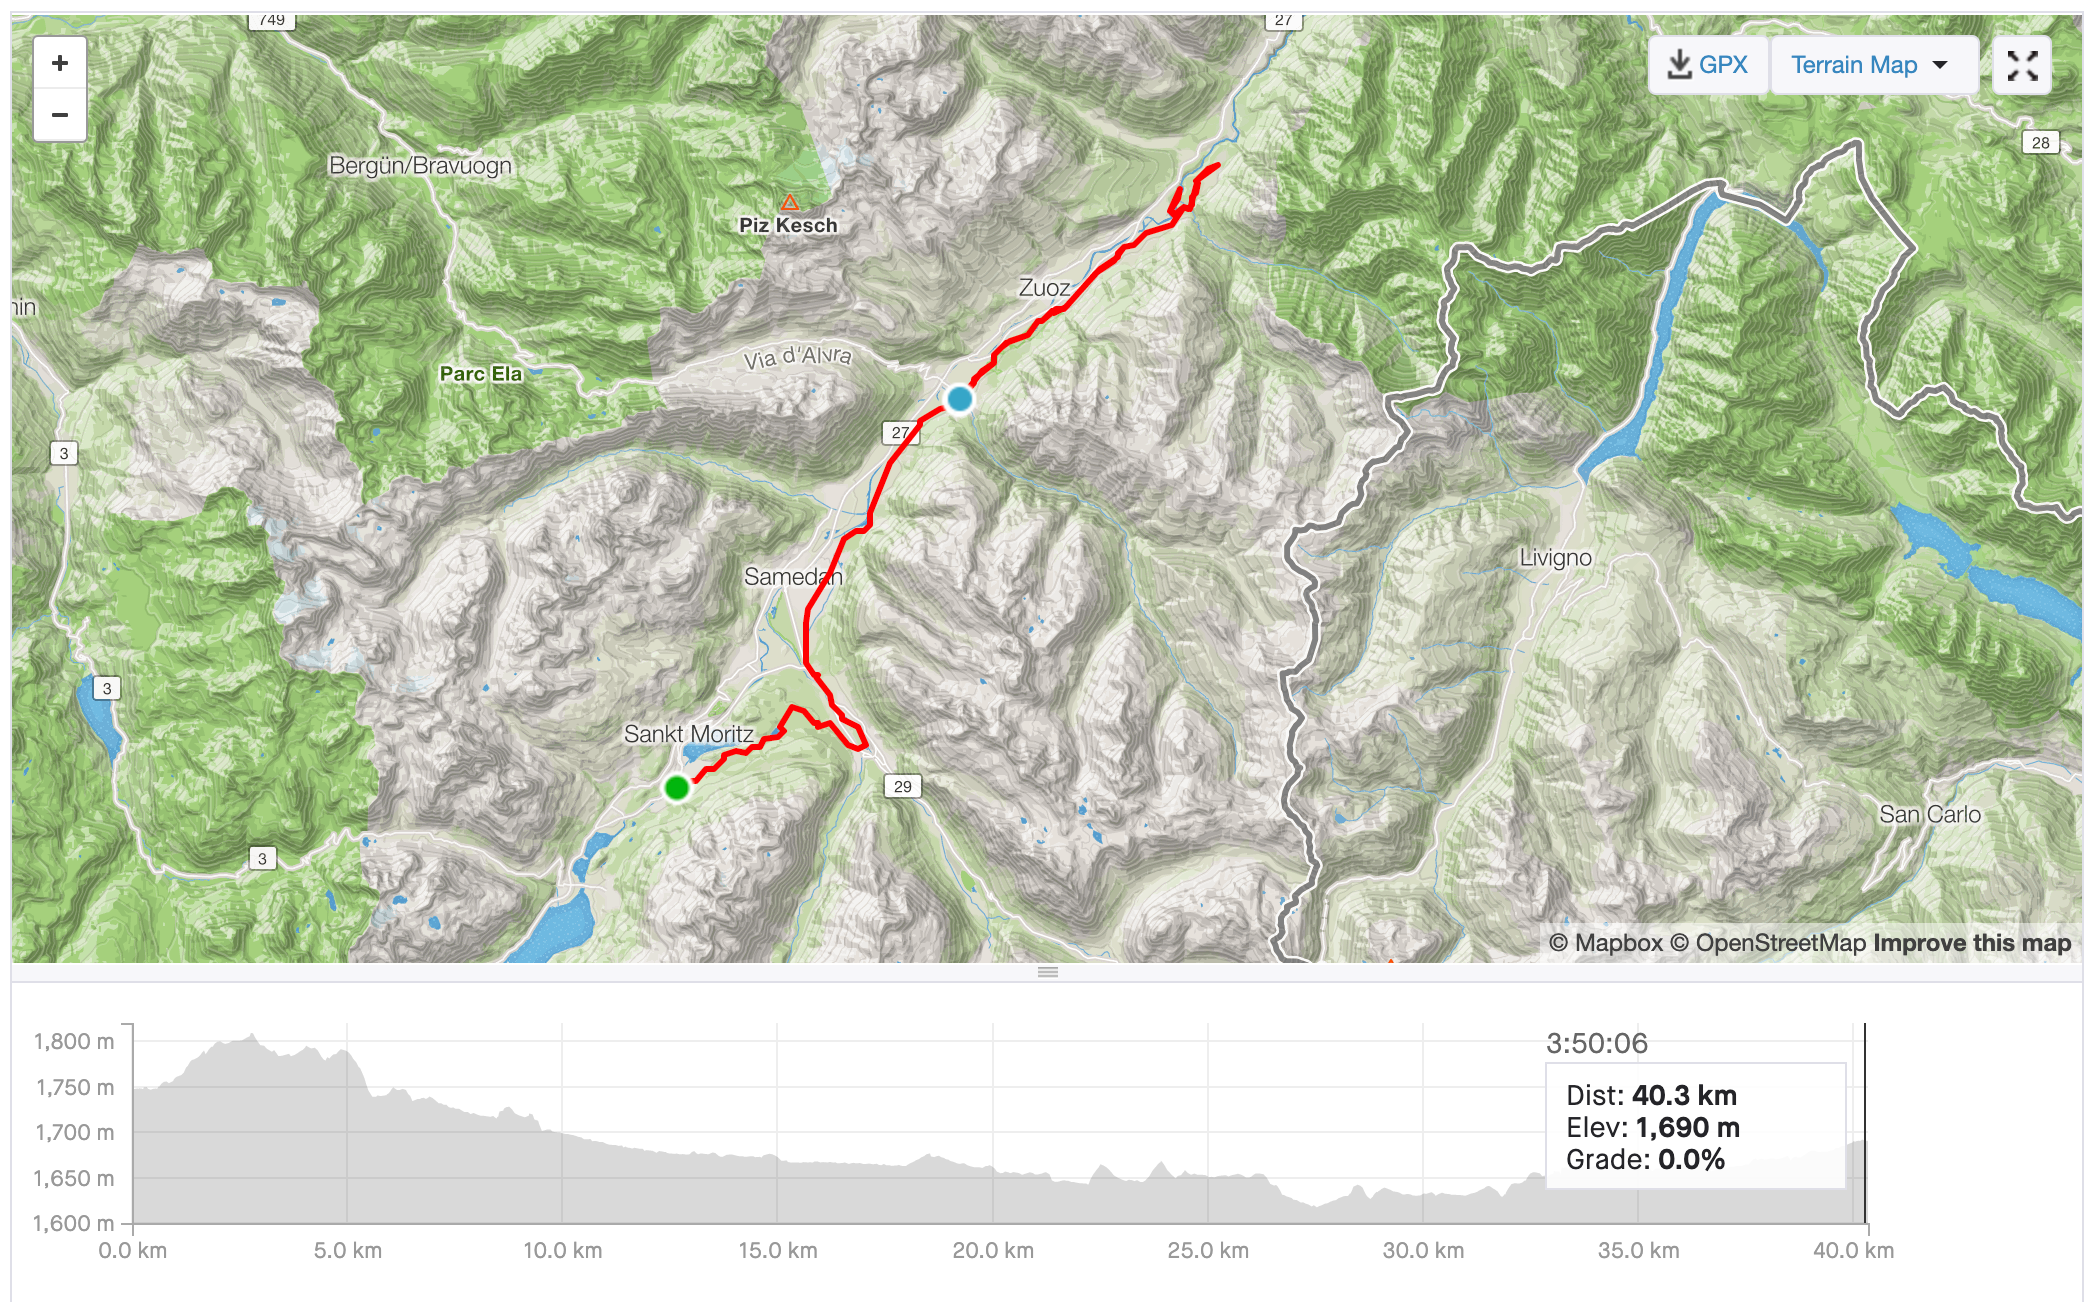 749
27
+
GPX
Terrain Map
−
28
Bergün/Bravuogn
Piz Kesch
Zuoz
nin
Via d'Alvra
Parc Ela
27
3
Livigno
Samedan
3
Sankt Moritz
29
San Carlo
3
© Mapbox © OpenStreetMap Improve this map
1,800 m
1,750 m
1,700 m
1,650 m
1,600 m
3:50:06
Dist: 40.3 km
Elev: 1,690 m
Grade: 0.0%
0.0 km
5.0 km
10.0 km
15.0 km
20.0 km
25.0 km
30.0 km
35.0 km
40.0 km